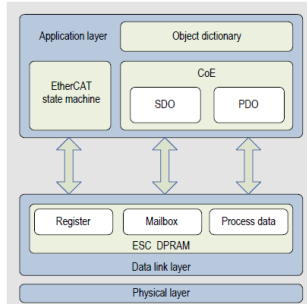 Application layer
Object dictionary
EtherCAT
state machine
CoE
SDO
PDO
Register
Mailbox
Process data
ESC DPRAM
Data link layer
Physical layer